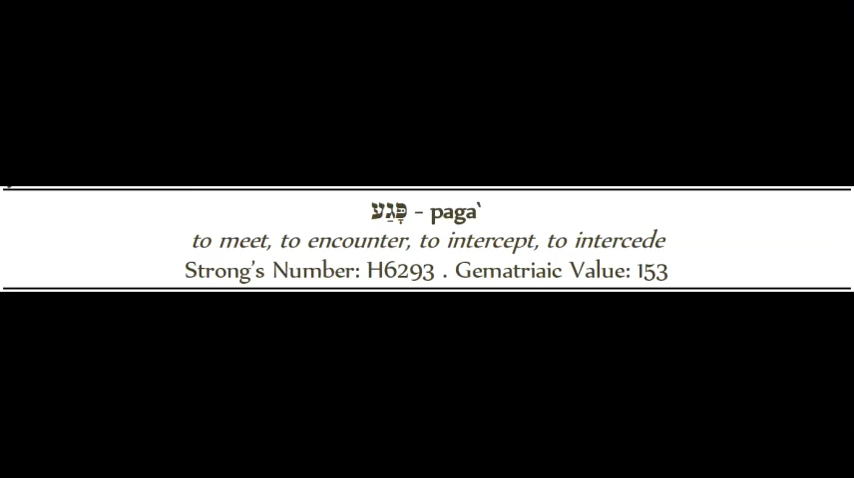 פָּגַע - paga`
to meet, to encounter, to intercept, to intercede
Strong's Number: H6293 . Gematriaic Value: 153